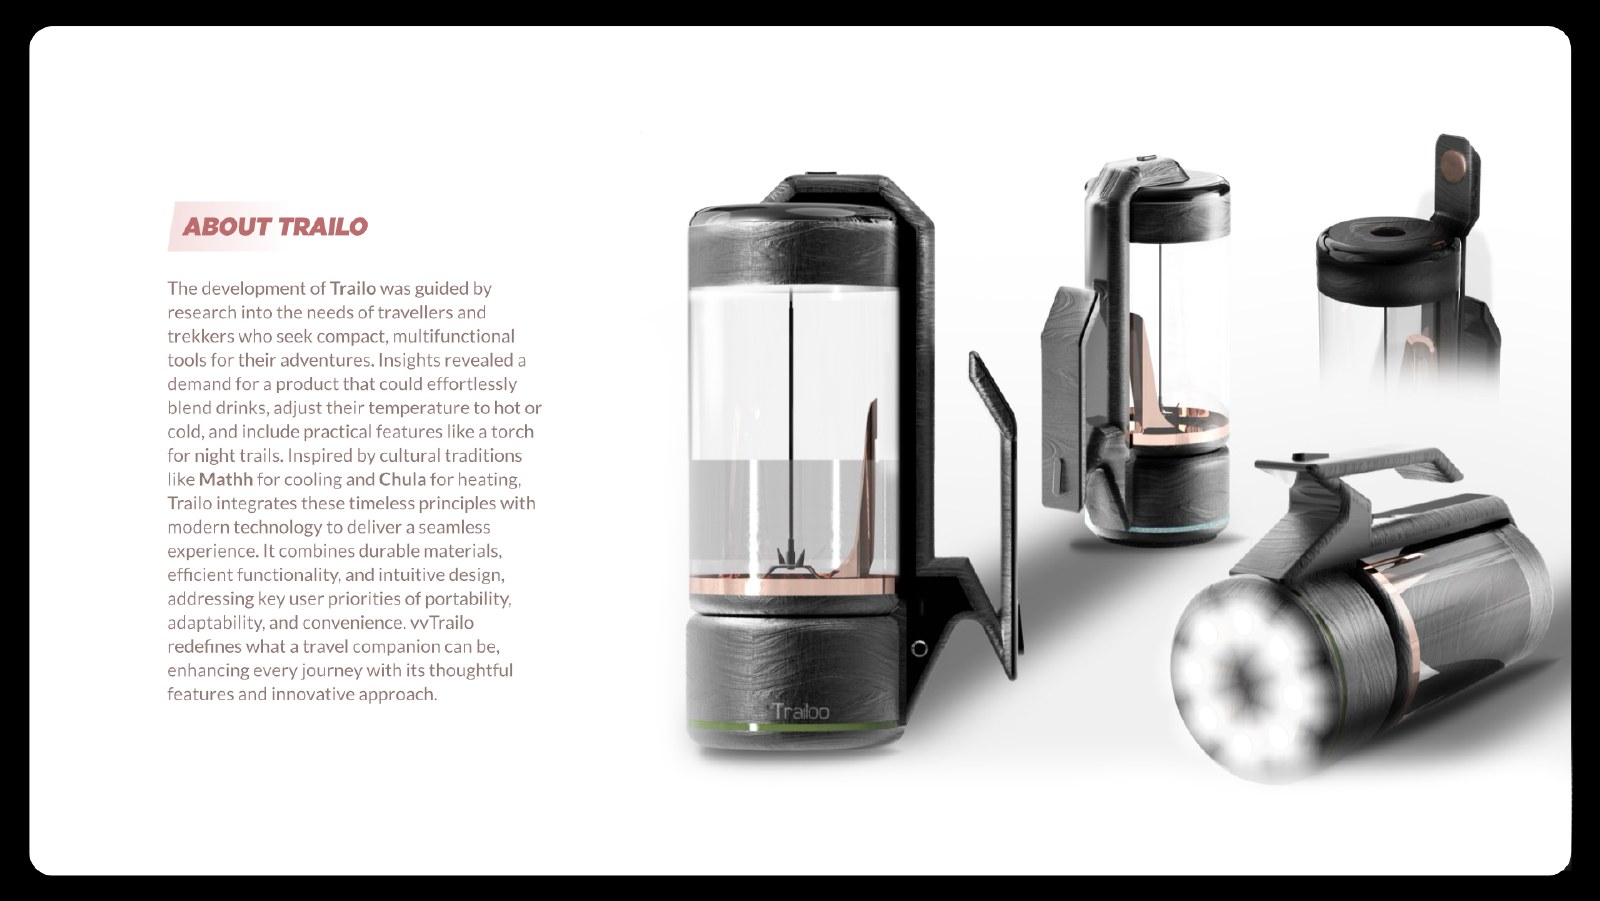 ABOUT TRAILO
The development of Trailo was guided by
research into the needs of travellers and
trekkers who seek compact, multifunctional
tools for their adventures. Insights revealed a
demand for a product that could effortlessly
blend drinks, adjust their temperature to hot or
cold, and include practical features like a torch
for night trails. Inspired by cultural traditions
like Mathh for cooling and Chula for heating,
Trailo integrates these timeless principles with
modern technology to deliver a seamless
experience. It combines durable materials,
efficient functionality, and intuitive design,
addressing key user priorities of portability,
adaptability, and convenience. vvTrailo
redefines what a travel companion can be,
enhancing every journey with its thoughtful
features and innovative approach.
Trailoo